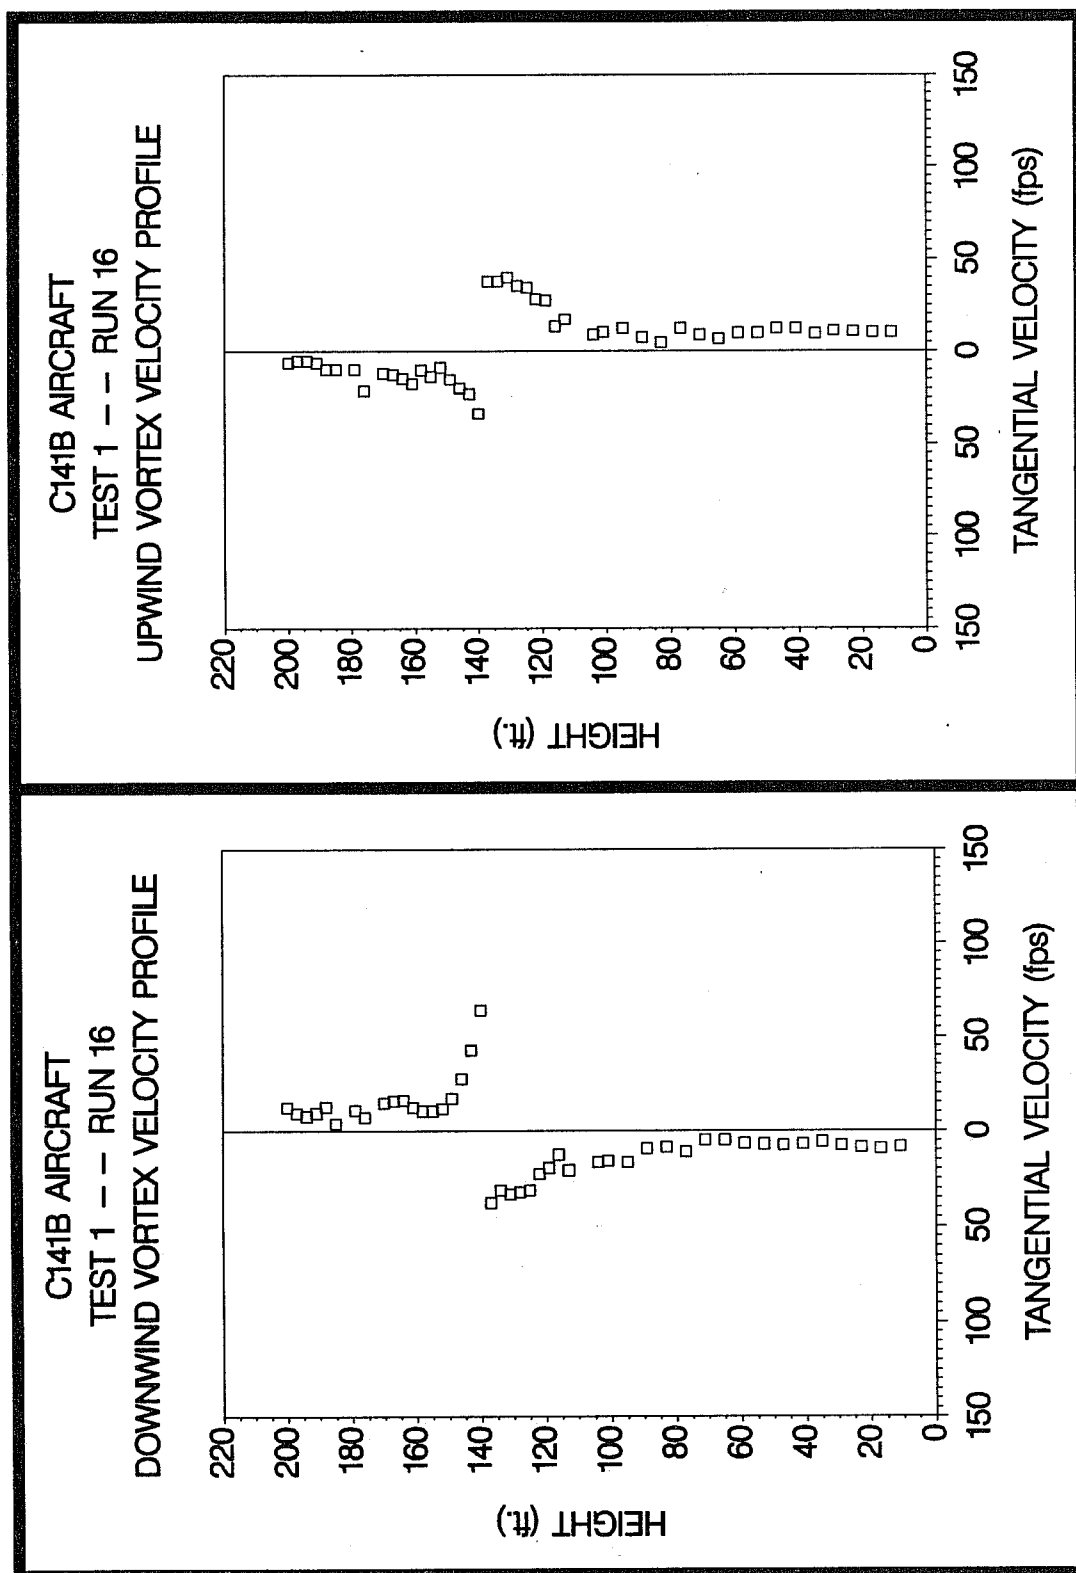 C141B AIRCRAFT
TEST 1 -- RUN 16
DOWNWIND VORTEX VELOCITY PROFILE
HEIGHT (ft.)
220
200
180
160
140
120
100
80
60
40
20
0
150 100 50 0 50 100 150
TANGENTIAL VELOCITY (fps)
C141B AIRCRAFT
TEST 1 -- RUN 16
UPWIND VORTEX VELOCITY PROFILE
HEIGHT (ft.)
220
200
180
160
140
120
100
80
60
40
20
0
150 100 50 0 50 100 150
TANGENTIAL VELOCITY (fps)